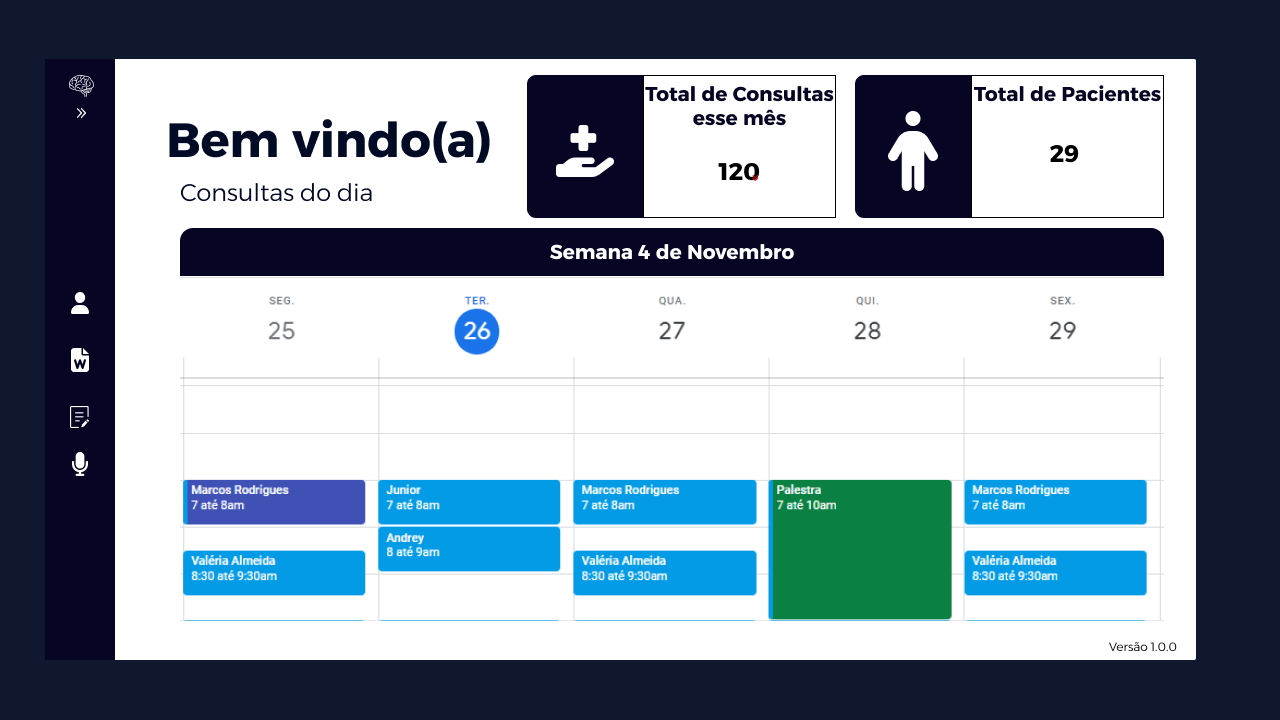 Bem vindo(a)
Consultas do dia
Total de Consultas
esse mês
120
Total de Pacientes
29
Semana 4 de Novembro
SEG.
TER.
QUA.
QUI.
SEX.
25
26
27
28
29
Marcos Rodrigues
7 até 8am
Valéria Almeida
8:30 até 9:30am
Junior
7 até 8am
Andrey
8 até 9am
Marcos Rodrigues
7 até 8am
Valéria Almeida
8:30 até 9:30am
Palestra
7 até 10am
Marcos Rodrigues
7 até 8am
Valéria Almeida
8:30 até 9:30am
W
Versão 1.0.0